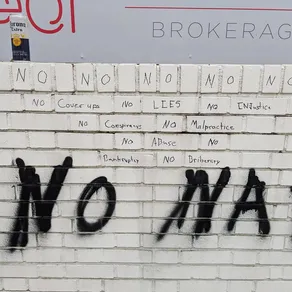 BROKERAG
NO NO NO NO NO NO
NO Cover ups NO LIES NO INJustice
NO Conspiracy NO Malpractice
NO ABuse NO
Bankruptcy NO Bribery
No NA